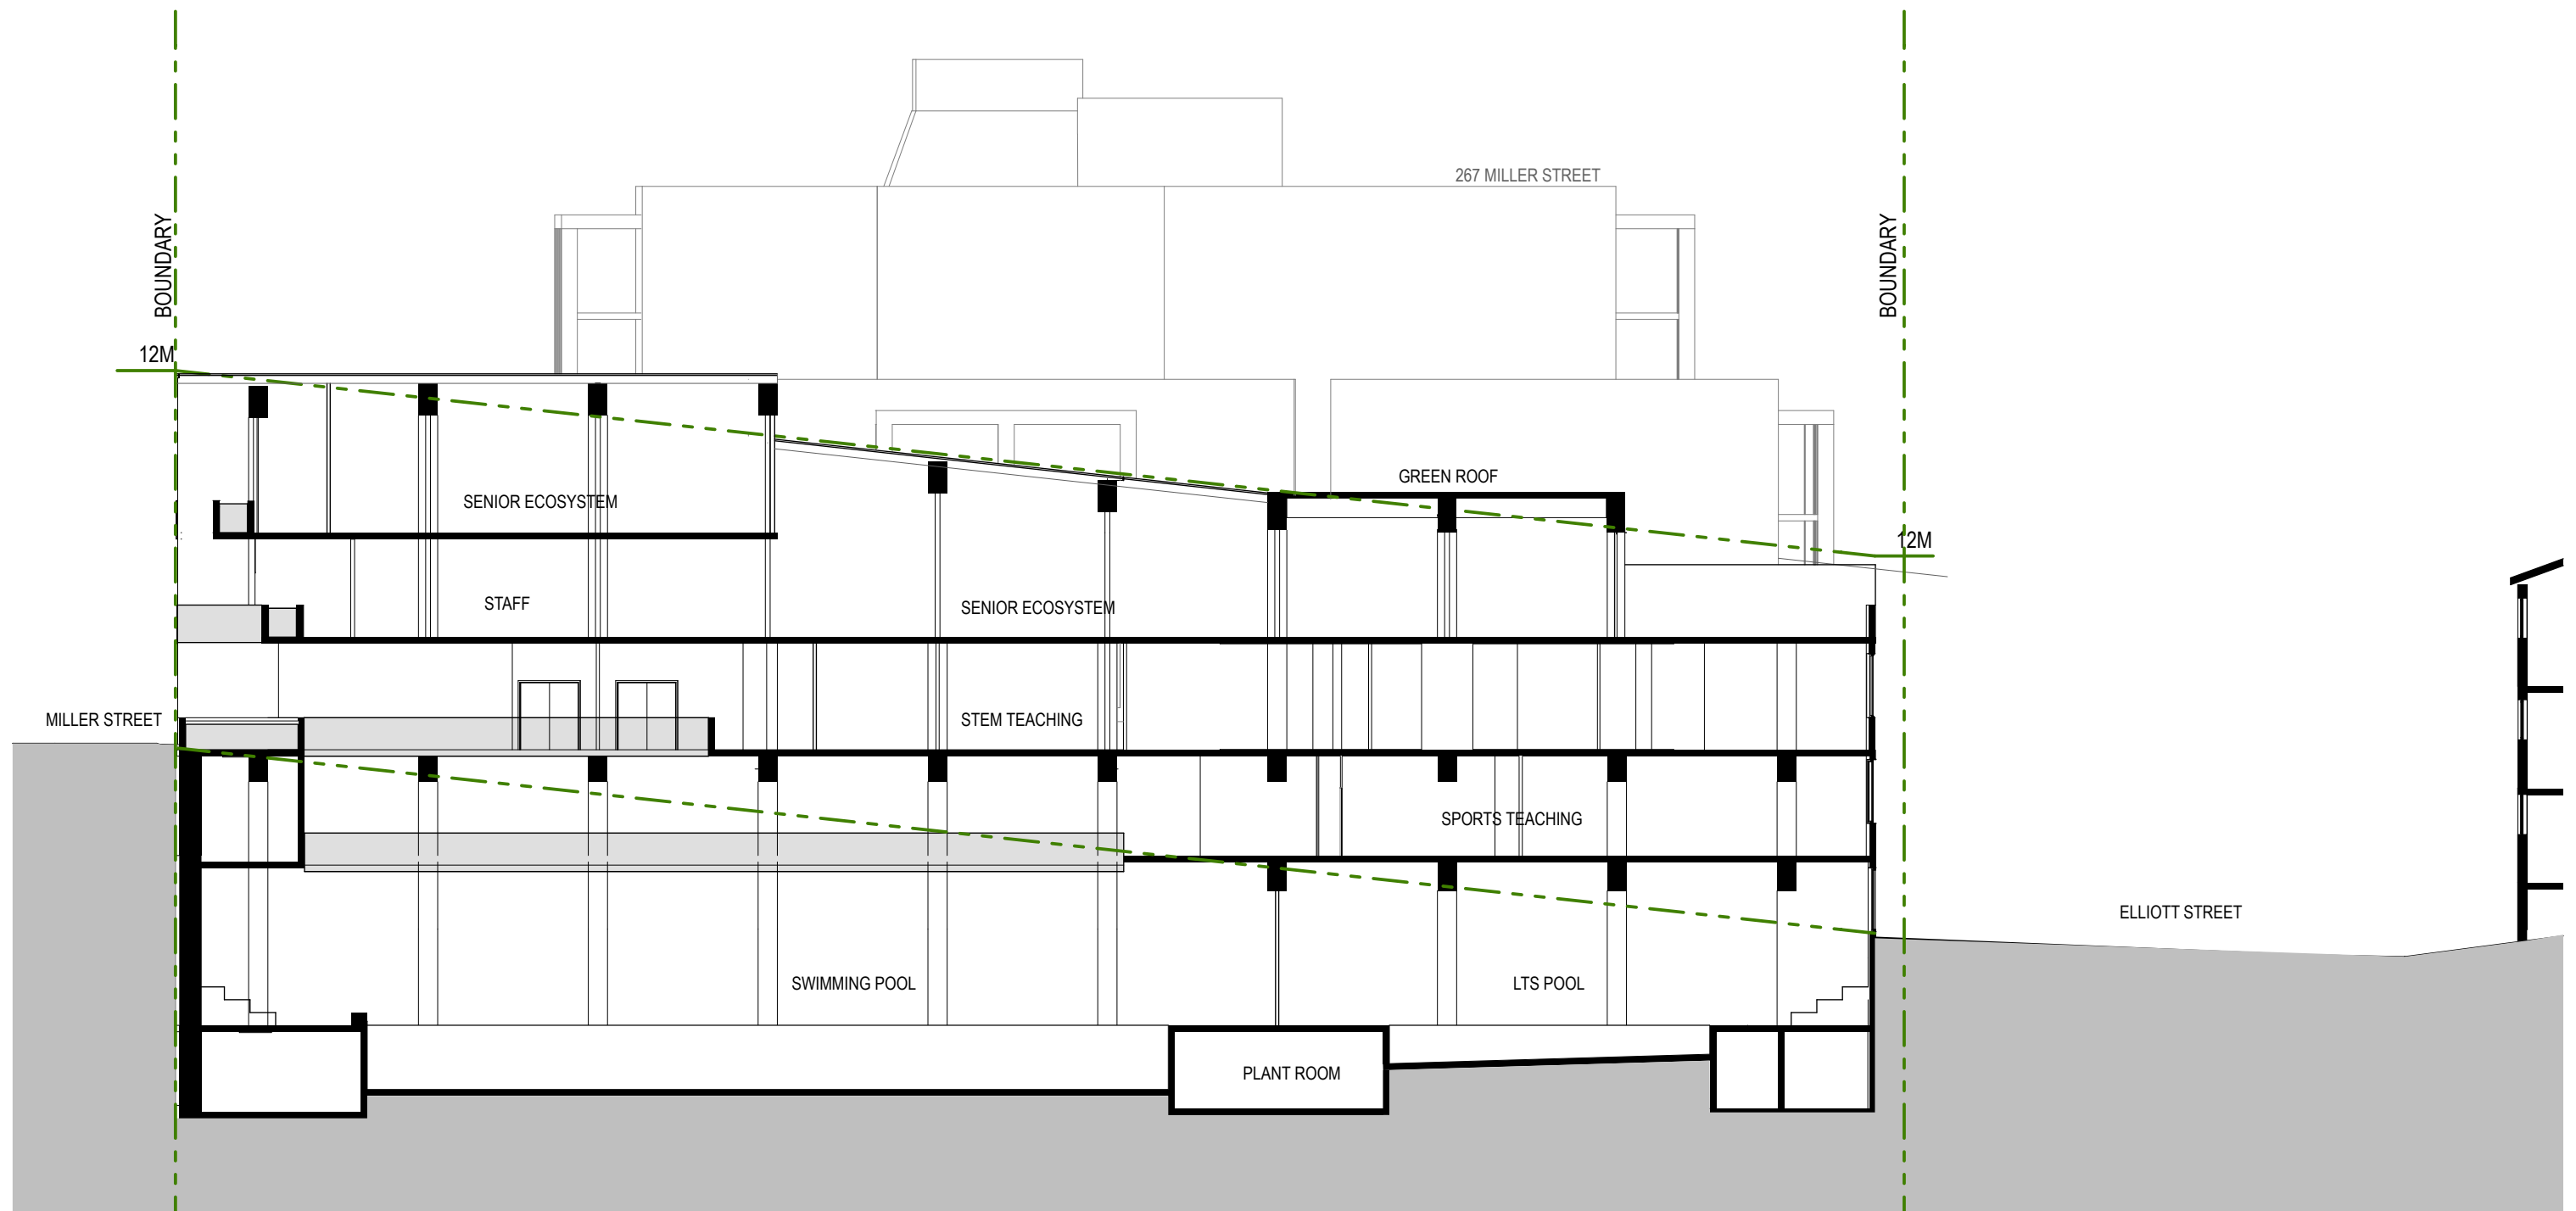 267 MILLER STREET
BOUNDARY
BOUNDARY
12M
GREEN ROOF
SENIOR ECOSYSTEM
12M
STAFF
SENIOR ECOSYSTEM
MILLER STREET
STEM TEACHING
SPORTS TEACHING
ELLIOTT STREET
SWIMMING POOL
LTS POOL
PLANT ROOM